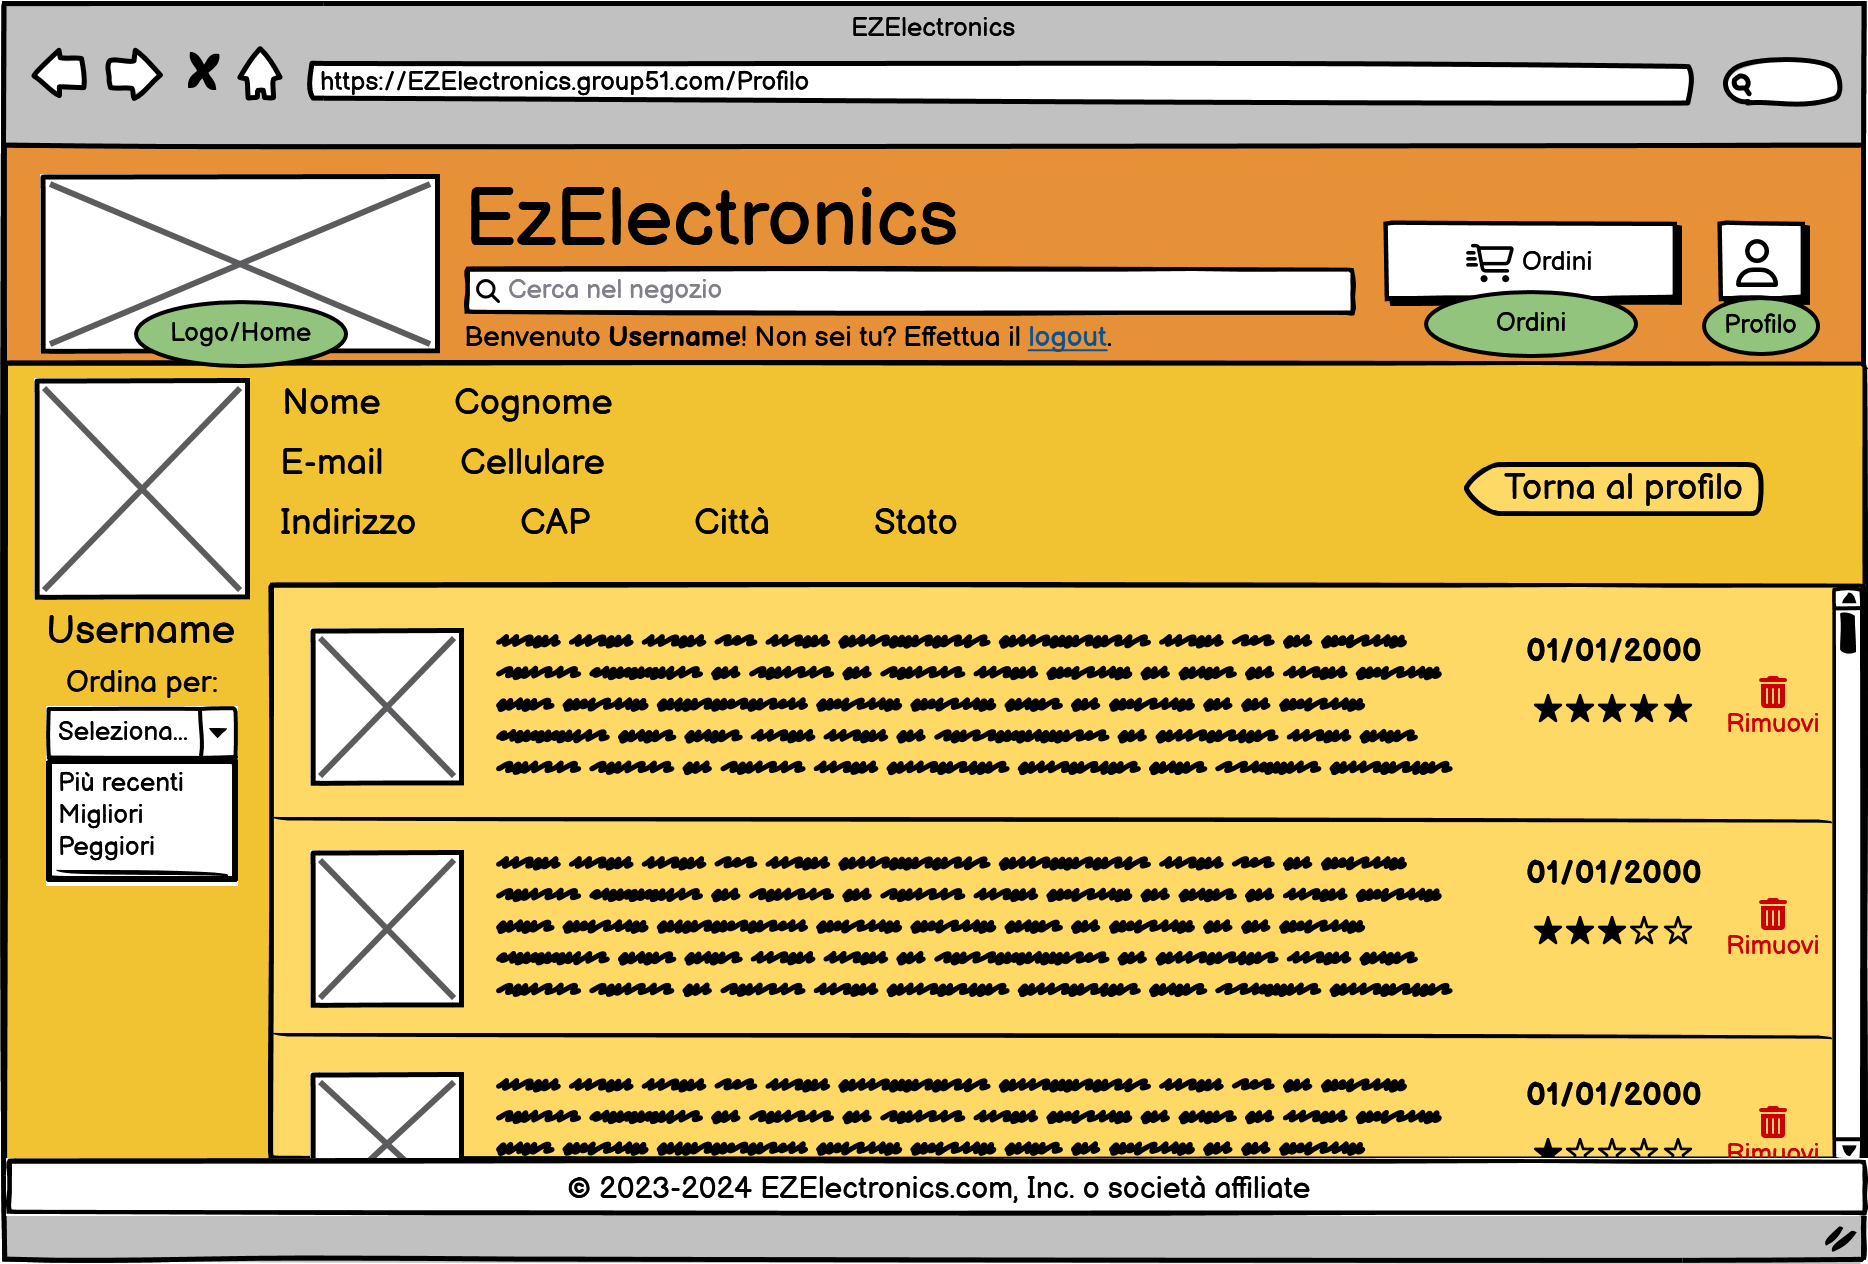 EZElectronics
https://EZElectronics.group51.com/Profilo
EzElectronics
Cerca nel negozio
Benvenuto Username! Non sei tu? Effettua il logout.
Logo/Home
Ordini
Ordini
Profilo
Nome Cognome
E-mail Cellulare
Indirizzo CAP Città Stato
Torna al profilo
Username
Ordina per:
Seleziona...
Più recenti
Migliori
Peggiori
01/01/2000
Rimuovi
01/01/2000
Rimuovi
01/01/2000
Rimuovi
© 2023-2024 EZElectronics.com, Inc. o società affiliate